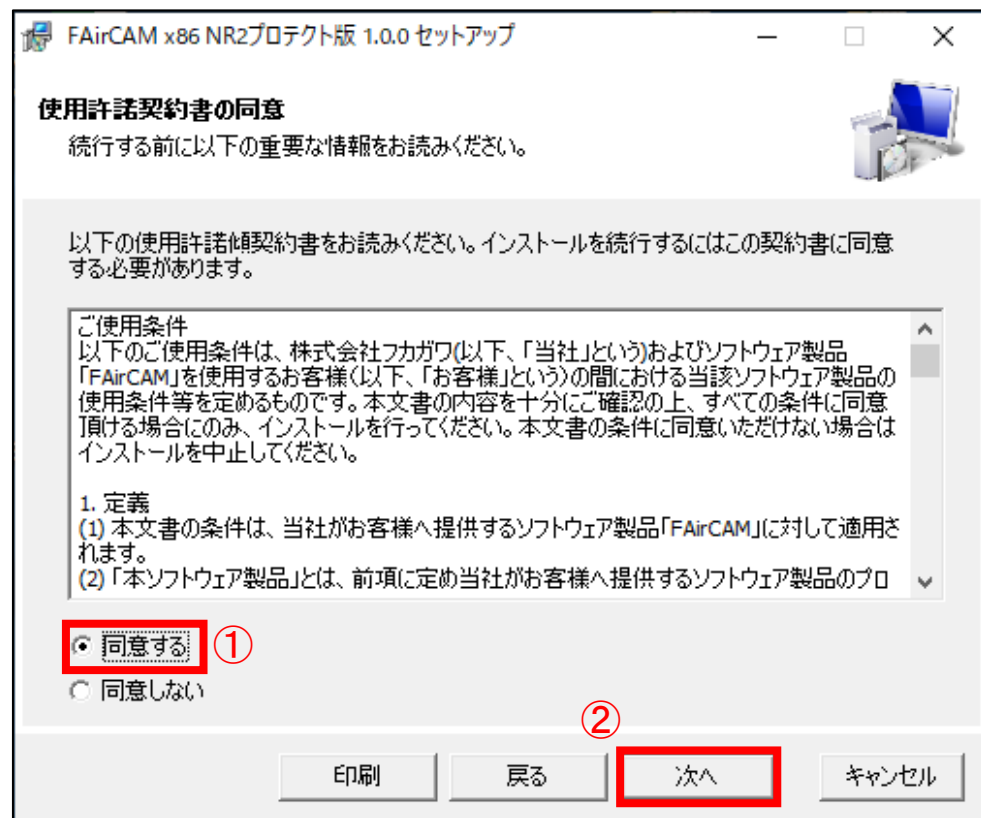 FAirCAM x86 NR2プロテクト版 1.0.0 セットアップ
使用許諾契約書の同意
続行する前に以下の重要な情報をお読みください。
以下の使用許諾傾契約書をお読みください。インストールを続行するにはこの契約書に同意
する必要があります。
ご使用条件
以下のご使用条件は、株式会社フカガワ(以下、「当社」という)およびソフトウェア製品
「FAirCAM」を使用するお客様(以下、「お客様」という)の間における当該ソフトウェア製品の
使用条件等を定めるものです。本文書の内容を十分にご確認の上、すべての条件に同意
頂ける場合にのみ、インストールを行ってください。本文書の条件に同意いただけない場合は
インストールを中止してください。
1. 定義
(1) 本文書の条件は、当社がお客様へ提供するソフトウェア製品「FAirCAM」に対して適用さ
れます。
(2) 「本ソフトウェア製品」とは、前項に定め当社がお客様へ提供するソフトウェア製品のプロ
同意する ①
同意しない
②
印刷 戻る 次へ キャンセル